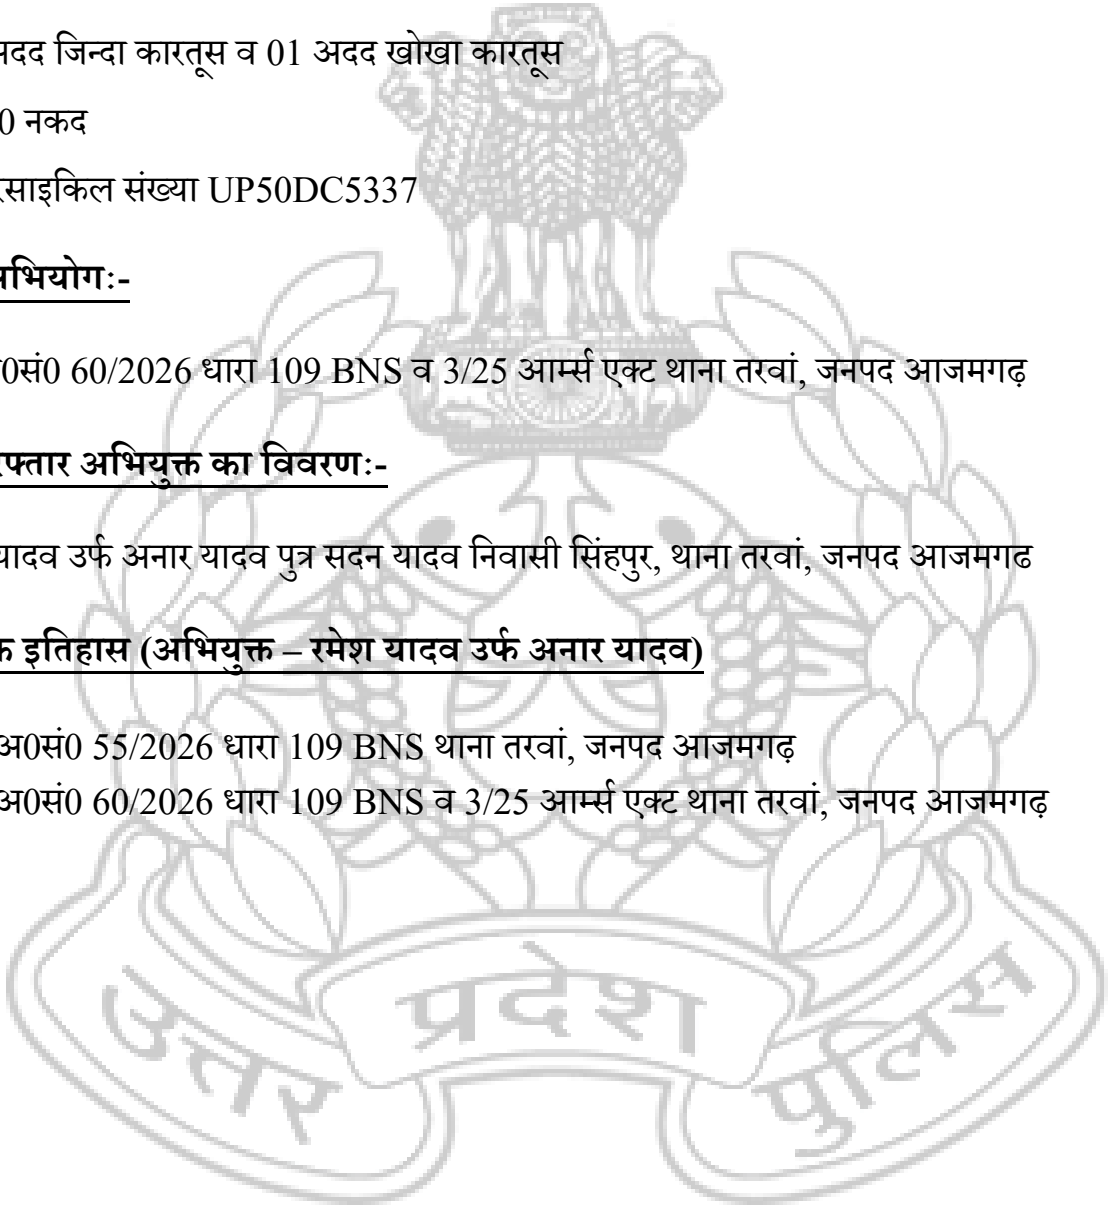 अदद जिन्दा कारतूस व 01 अदद खोखा कारतूस
0 नकद
रसाइकिल संख्या UP50DC5337
अभियोगः-
0सं0 60/2026 धारा 109 BNS व 3/25 आर्म्स एक्ट थाना तरवां, जनपद आजमगढ़
रफ्तार अभियुक्त का विवरणः-
यादव उर्फ अनार यादव पुत्र सदन यादव निवासी सिंहपुर, थाना तरवां, जनपद आजमगढ
क इतिहास (अभियुक्त – रमेश यादव उर्फ अनार यादव)
अ0सं0 55/2026 धारा 109 BNS थाना तरवां, जनपद आजमगढ़
अ0सं0 60/2026 धारा 109 BNS व 3/25 आर्म्स एक्ट थाना तरवां, जनपद आजमगढ़
उत्तर प्रदेश पुलिस